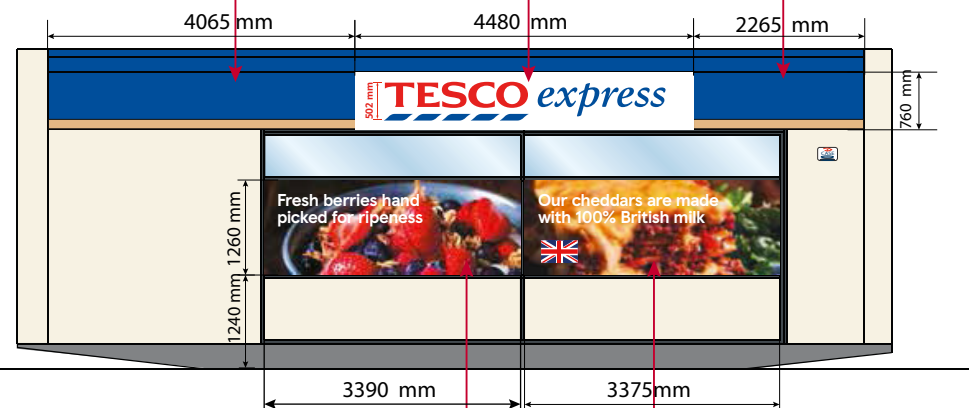 4065 mm
4480 mm
2265 mm
502 mm
TESCO express
760 mm
Fresh berries hand
picked for ripeness
Our cheddars are made
with 100% British milk
1260 mm
1240 mm
3390 mm
3375mm